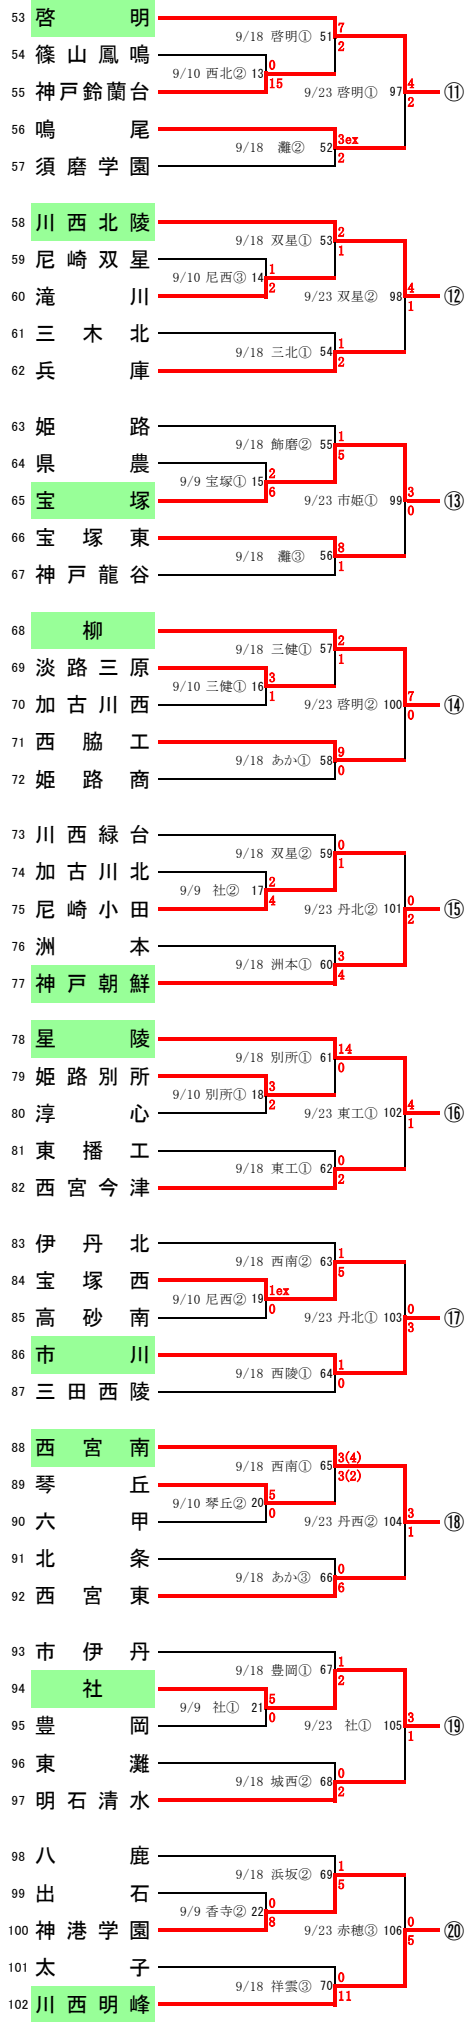 53 啓明
7
9/18 啓明① 51
2
54 篠山鳳鳴
0
9/10 西北② 13
15
4
9/23 啓明① 97 ⑪
2
55 神戸鈴蘭台
56 鳴尾
3ex
9/18 灘② 52
2
57 須磨学園
58 川西北陵
2
9/18 双星① 53
1
59 尼崎双星
1
9/10 尼西③ 14
2
4
9/23 双星② 98 ⑫
1
60 滝川
61 三木北
1
9/18 三北① 54
2
62 兵庫
63 姫路
1
9/18 飾磨② 55
5
64 県農
2
9/9 宝塚① 15
6
3
9/23 市姫① 99 ⑬
0
65 宝塚
66 宝塚東
8
9/18 灘③ 56
1
67 神戸龍谷
68 柳
2
9/18 三健① 57
1
69 淡路三原
3
9/10 三健① 16
1
7
9/23 啓明② 100 ⑭
0
70 加古川西
71 西脇工
9
9/18 あか① 58
0
72 姫路商
73 川西緑台
0
9/18 双星② 59
1
74 加古川北
2
9/9 社② 17
4
0
9/23 丹北② 101 ⑮
2
75 尼崎小田
76 洲本
3
9/18 洲本① 60
4
77 神戸朝鮮
78 星陵
14
9/18 別所① 61
0
79 姫路別所
3
9/10 別所① 18
2
4
9/23 東工① 102 ⑯
1
80 淳心
81 東播工
0
9/18 東工① 62
2
82 西宮今津
83 伊丹北
1
9/18 西南② 63
5
84 宝塚西
1ex
9/10 尼西② 19
0
0
9/23 丹北① 103 ⑰
3
85 高砂南
86 市川
1
9/18 西陵① 64
0
87 三田西陵
88 西宮南
3(4)
9/18 西南① 65
3(2)
89 琴丘
5
9/10 琴丘② 20
0
3
9/23 丹西② 104 ⑱
1
90 六甲
91 北条
0
9/18 あか③ 66
6
92 西宮東
93 市伊丹
1
9/18 豊岡① 67
2
94 社
5
9/9 社① 21
0
3
9/23 社① 105 ⑲
1
95 豊岡
96 東灘
0
9/18 城西② 68
2
97 明石清水
98 八鹿
1
9/18 浜坂② 69
5
99 出石
0
9/9 香寺② 22
8
0
9/23 赤穂③ 106 ⑳
5
100 神港学園
101 太子
0
9/18 祥雲③ 70
11
102 川西明峰